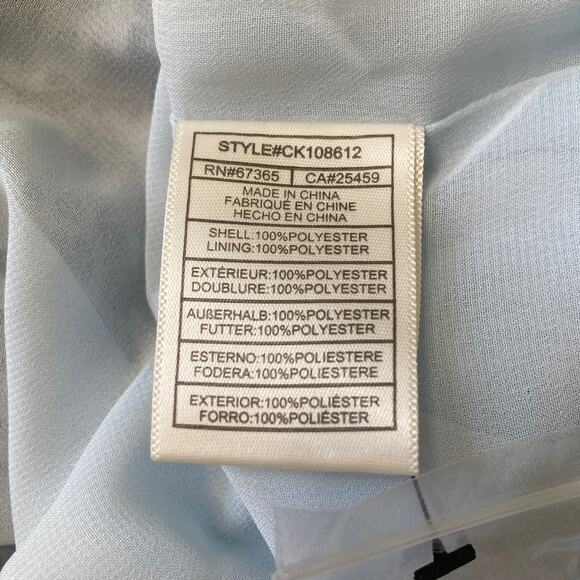 STYLE#CK108612
RN#67365 CA#25459
MADE IN CHINA
FABRIQUÉ EN CHINE
HECHO EN CHINA
SHELL:100%POLYESTER
LINING:100%POLYESTER
EXTÉRIEUR:100%POLYESTER
DOUBLURE:100%POLYESTER
AUßERHALB:100%POLYESTER
FUTTER:100%POLYESTER
ESTERNO:100%POLIESTERE
FODERA:100%POLIESTERE
EXTERIOR:100%POLIÉSTER
FORRO:100%POLIÉSTER